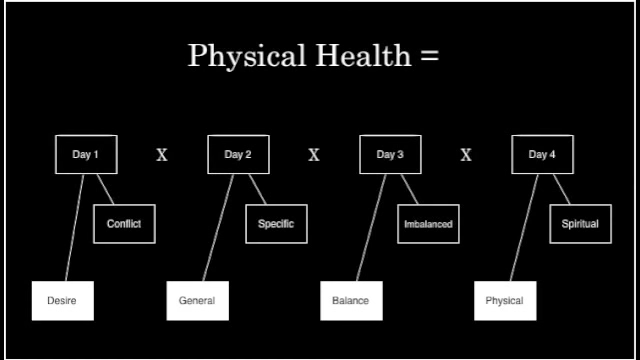 Physical Health =
Day 1 x Day 2 x Day 3 x Day 4
Conflict Specific Imbalanced Spiritual
Desire General Balance Physical